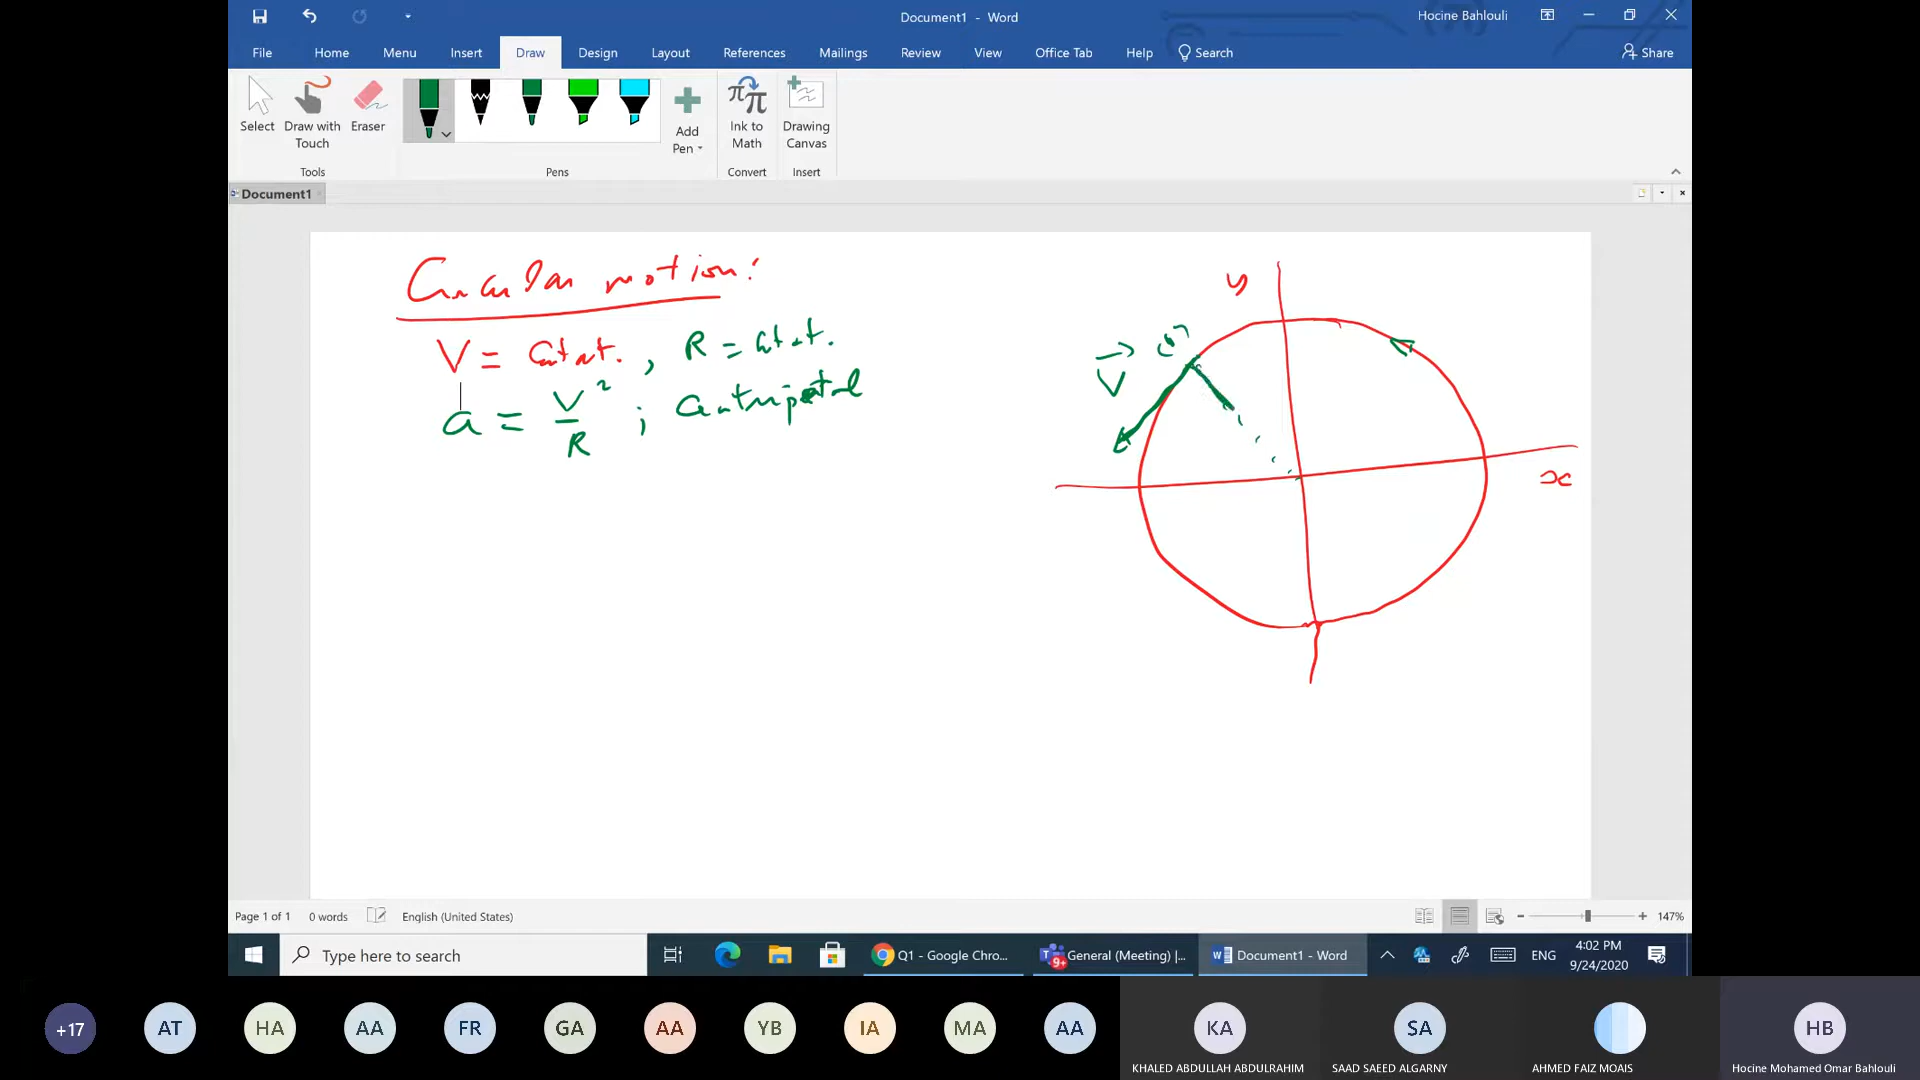 Document1 - Word
Hocine Bahlouli
File Home Menu Insert Draw Design Layout References Mailings Review View Office Tab Help Search Share
Select Draw with Touch Eraser Add Pen Ink to Math Drawing Canvas
Tools Pens Convert Insert
Document1
Circular motion:
V = Cstant. , R = Cstant.
a = V²/R ; Centripetal
y
V
x
Page 1 of 1 0 words English (United States) 147%
Type here to search
Q1 - Google Chro...
9+ General (Meeting) |...
Document1 - Word
ENG
4:02 PM
9/24/2020
+17 AT HA AA FR GA AA YB IA MA AA KA SA HB
KHALED ABDULLAH ABDULRAHIM SAAD SAEED ALGARNY AHMED FAIZ MOAIS Hocine Mohamed Omar Bahlouli